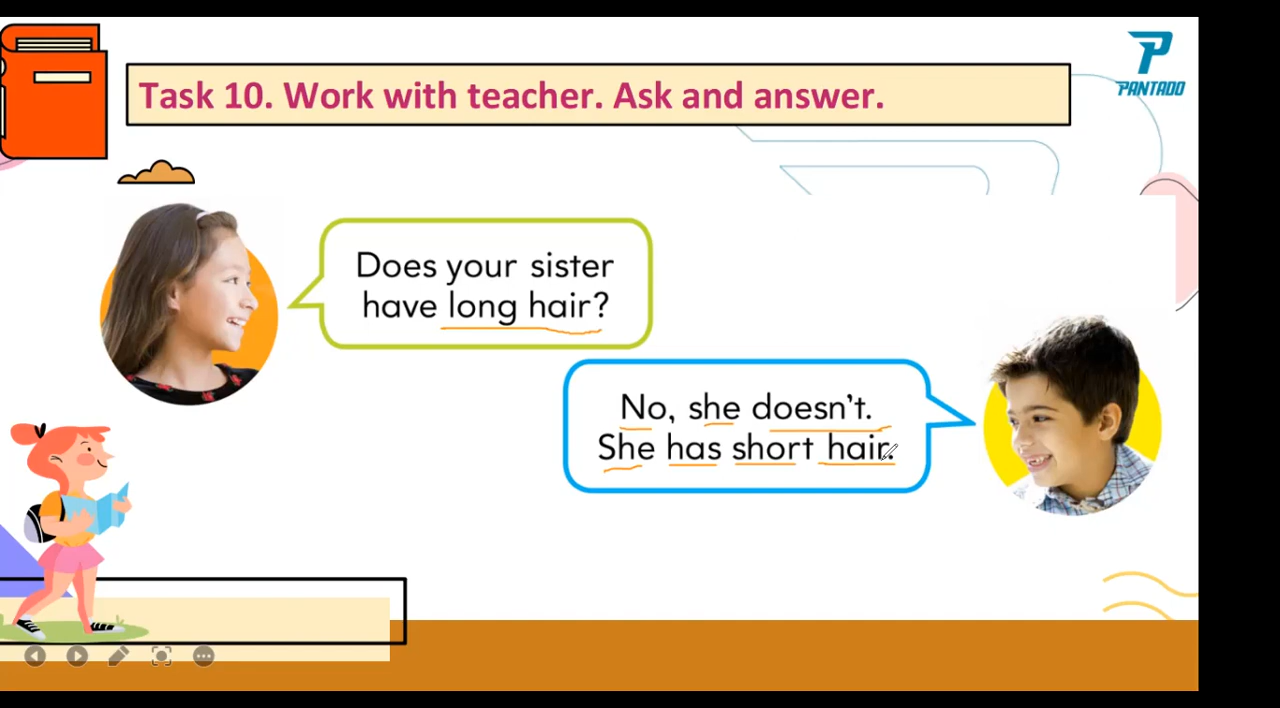 PANTADO
Task 10. Work with teacher. Ask and answer.
Does your sister
have long hair?
No, she doesn't.
She has short hair.